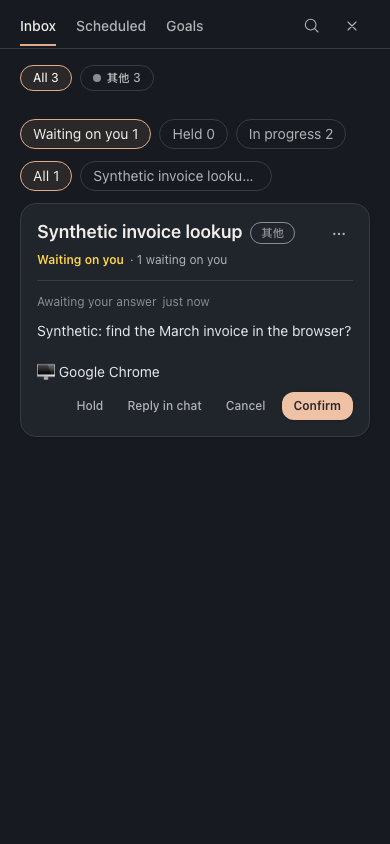 Inbox Scheduled Goals
All 3 其他 3
Waiting on you 1 Held 0 In progress 2
All 1 Synthetic invoice looku...
Synthetic invoice lookup 其他
Waiting on you · 1 waiting on you
Awaiting your answer just now
Synthetic: find the March invoice in the browser?
Google Chrome
Hold Reply in chat Cancel Confirm